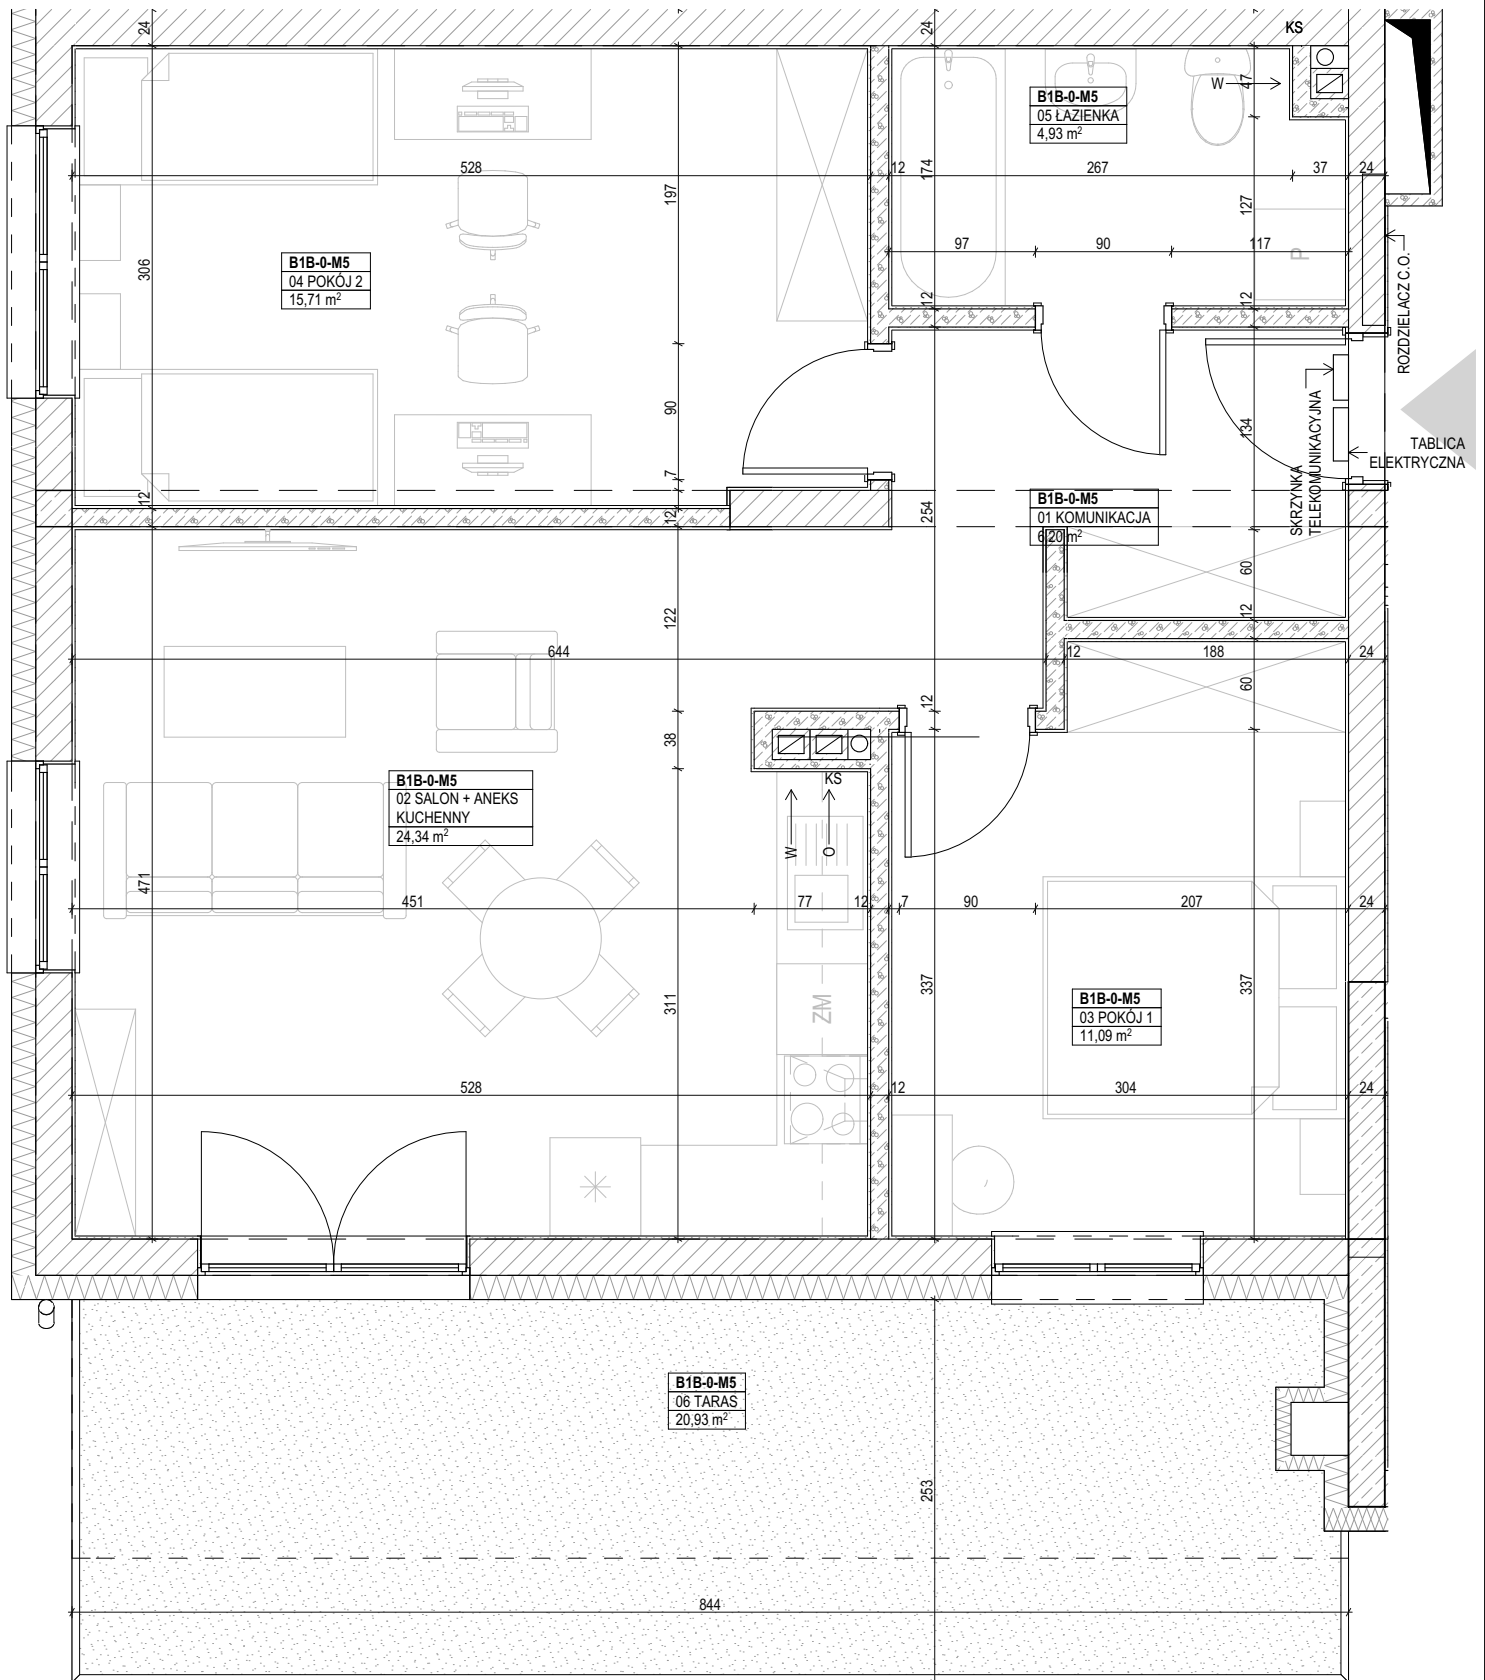 24
24
KS
W
47
B1B-0-M5
05 ŁAZIENKA
4,93 m²
528
12
174
267
37
24
197
127
97
90
117
P
306
B1B-0-M5
04 POKÓJ 2
15,71 m²
12
12
ROZDZIELACZ C.O.
90
134
SKRZYNKA
TELEKOMUNIKACYJNA
TABLICA
ELEKTRYCZNA
7
12
12
254
B1B-0-M5
01 KOMUNIKACJA
6,20 m²
60
12
122
644
12
188
24
60
12
38
B1B-0-M5
02 SALON + ANEKS
KUCHENNY
24,34 m²
KS
W
O
471
451
77
12
7
90
207
24
311
ZM
337
337
B1B-0-M5
03 POKÓJ 1
11,09 m²
528
12
304
24
B1B-0-M5
06 TARAS
20,93 m²
253
844